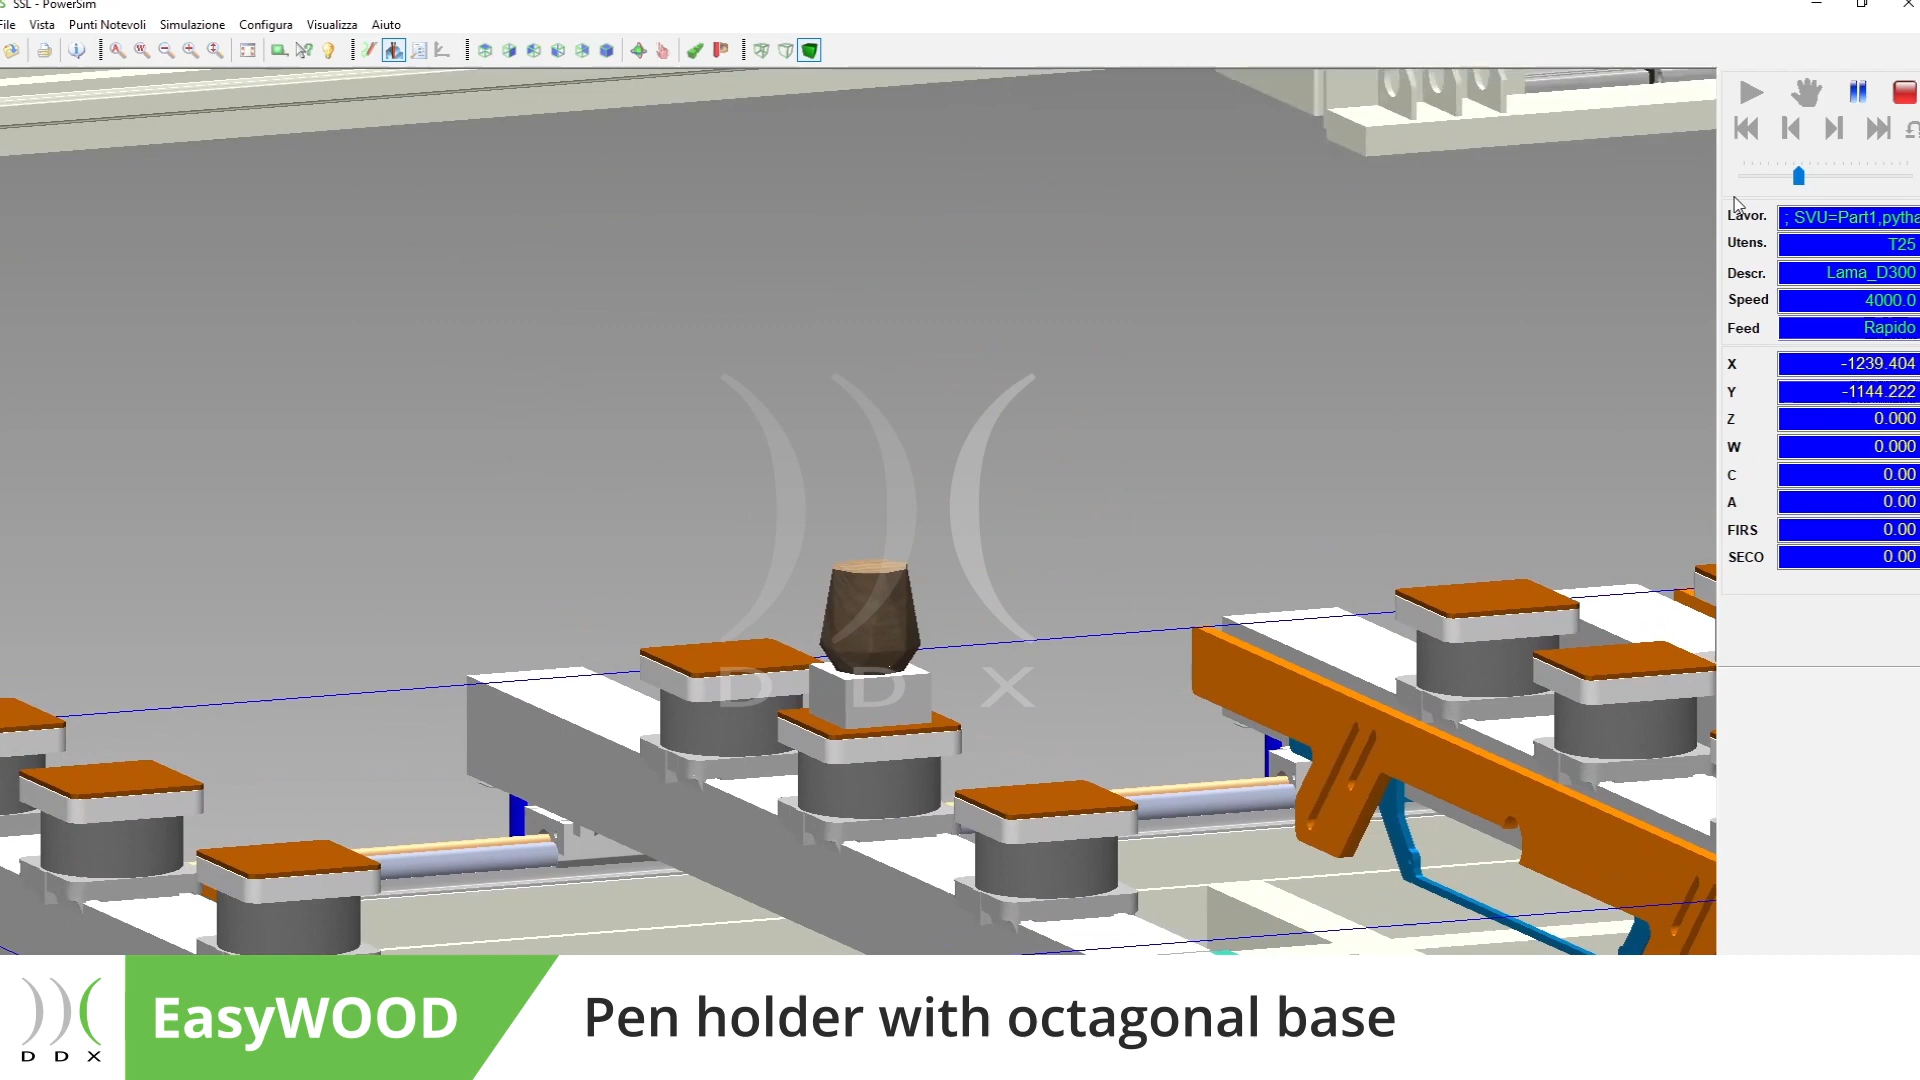 SSL - PowerSim
File Vista Punti Notevoli Simulazione Configura Visualizza Aiuto
Lavor. ; SVU=Part1,pytha
Utens. T25
Descr. Lama_D300
Speed 4000.0
Feed Rapido
X -1239.404
Y -1144.222
Z 0.000
W 0.000
C 0.00
A 0.00
FIRS 0.00
SECO 0.00
D D X
D D X
EasyWOOD
Pen holder with octagonal base